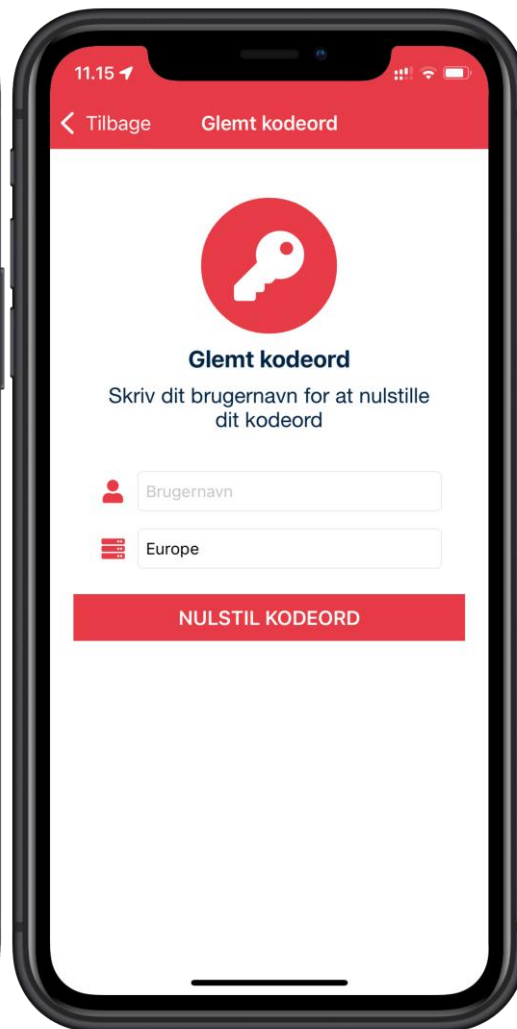 11.15
Tilbage
Glemt kodeord
Glemt kodeord
Skriv dit brugernavn for at nulstille
dit kodeord
Brugernavn
Europe
NULSTIL KODEORD